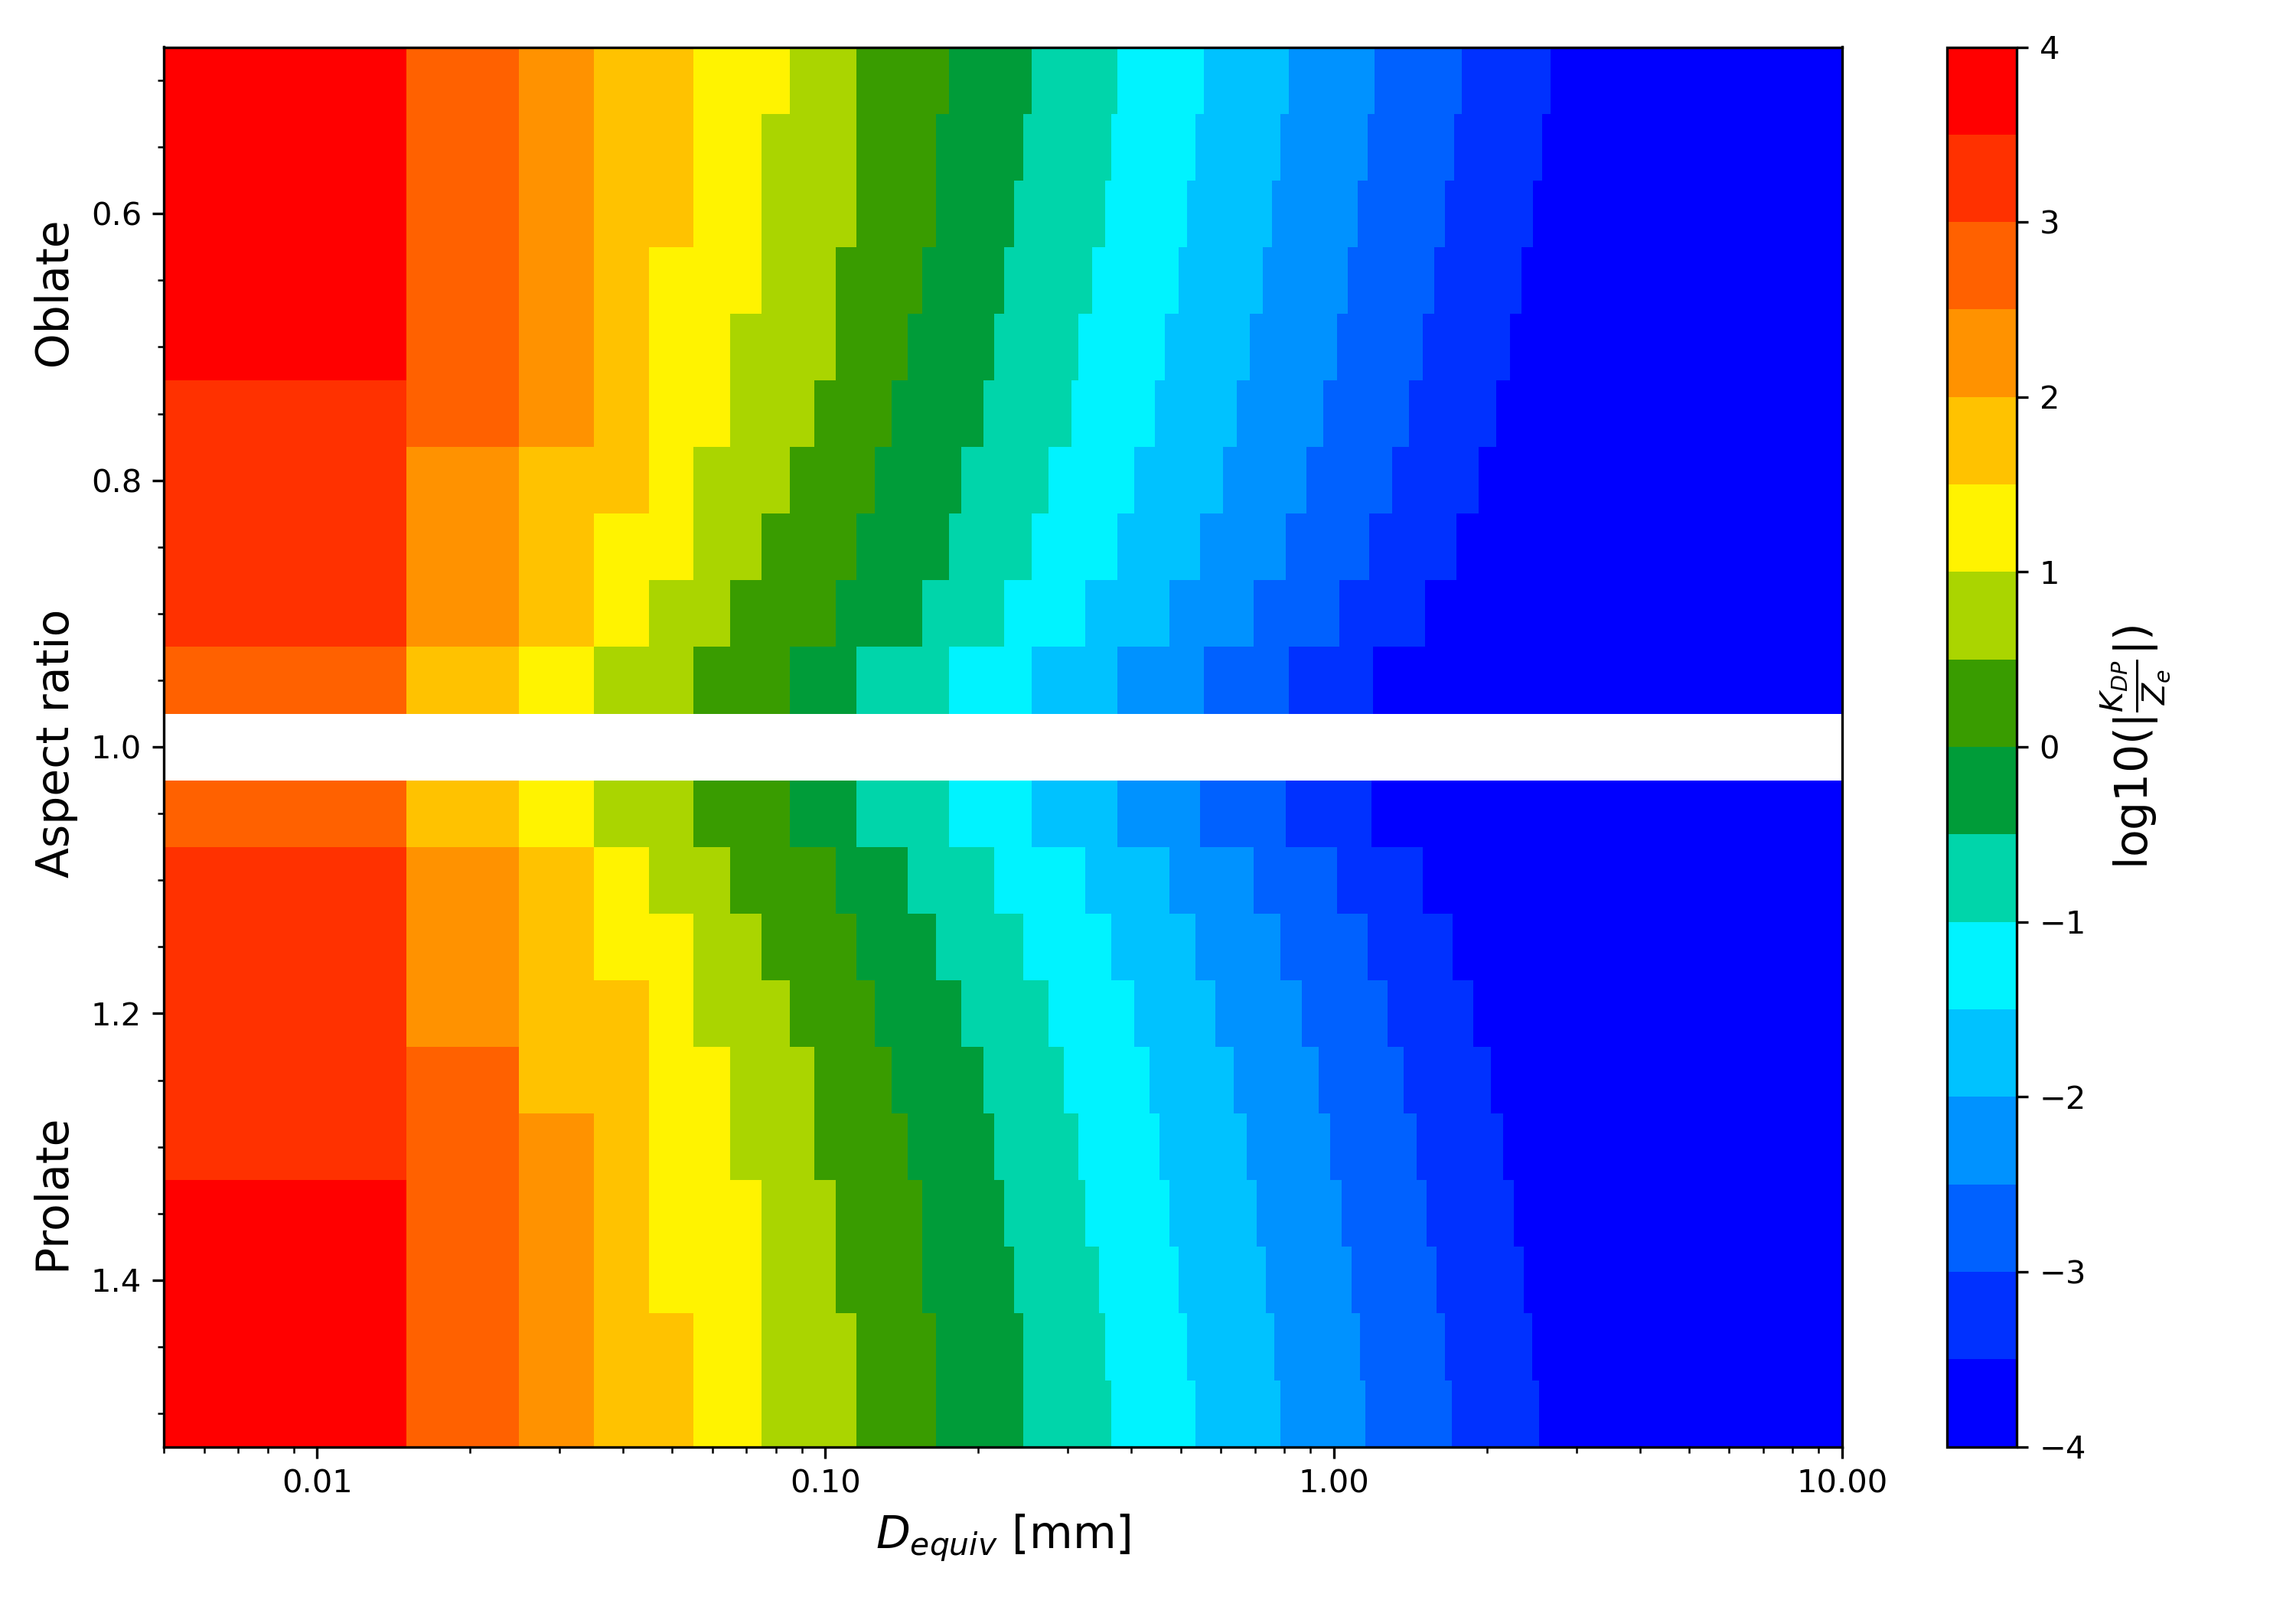 Oblate
Aspect ratio
Prolate
0.6
0.8
1.0
1.2
1.4
0.01 0.10 1.00 10.00
D_equiv [mm]
4
3
2
1
0
−1
−2
−3
−4
log10(|K_DP/Z_e|)